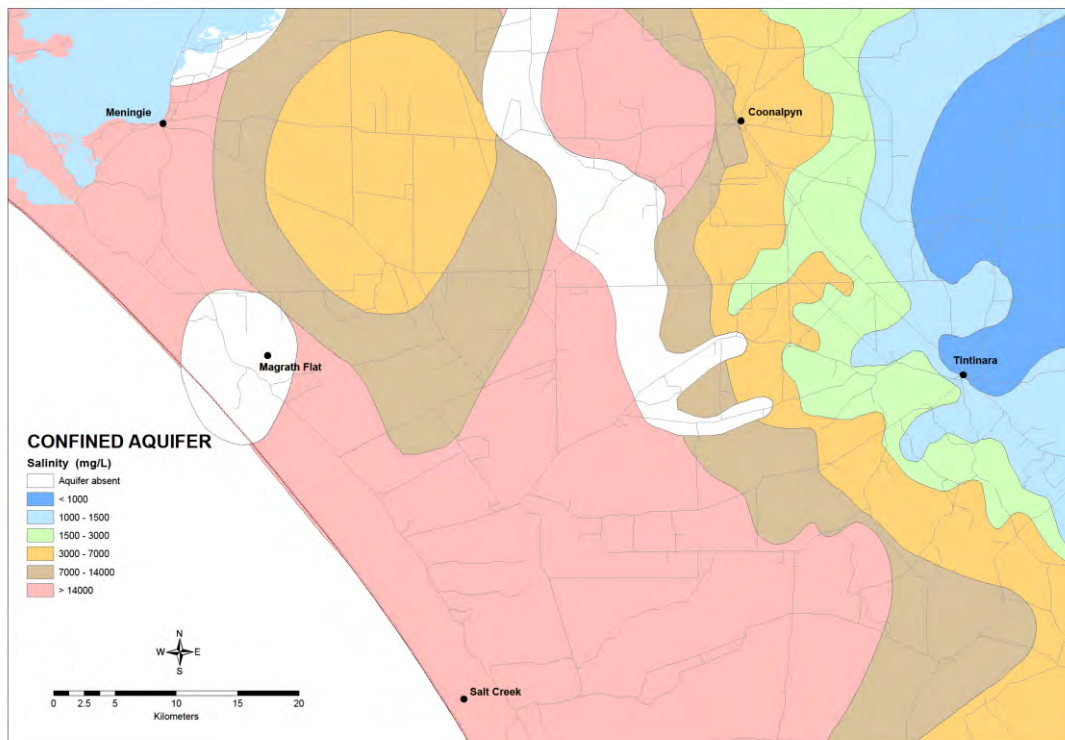 Meningie
Coonalpyn
Magrath Flat
Tintinara
CONFINED AQUIFER
Salinity (mg/L)
Aquifer absent
< 1000
1000 - 1500
1500 - 3000
3000 - 7000
7000 - 14000
> 14000
N
W E
S
Salt Creek
0 2.5 5 10 15 20
Kilometers